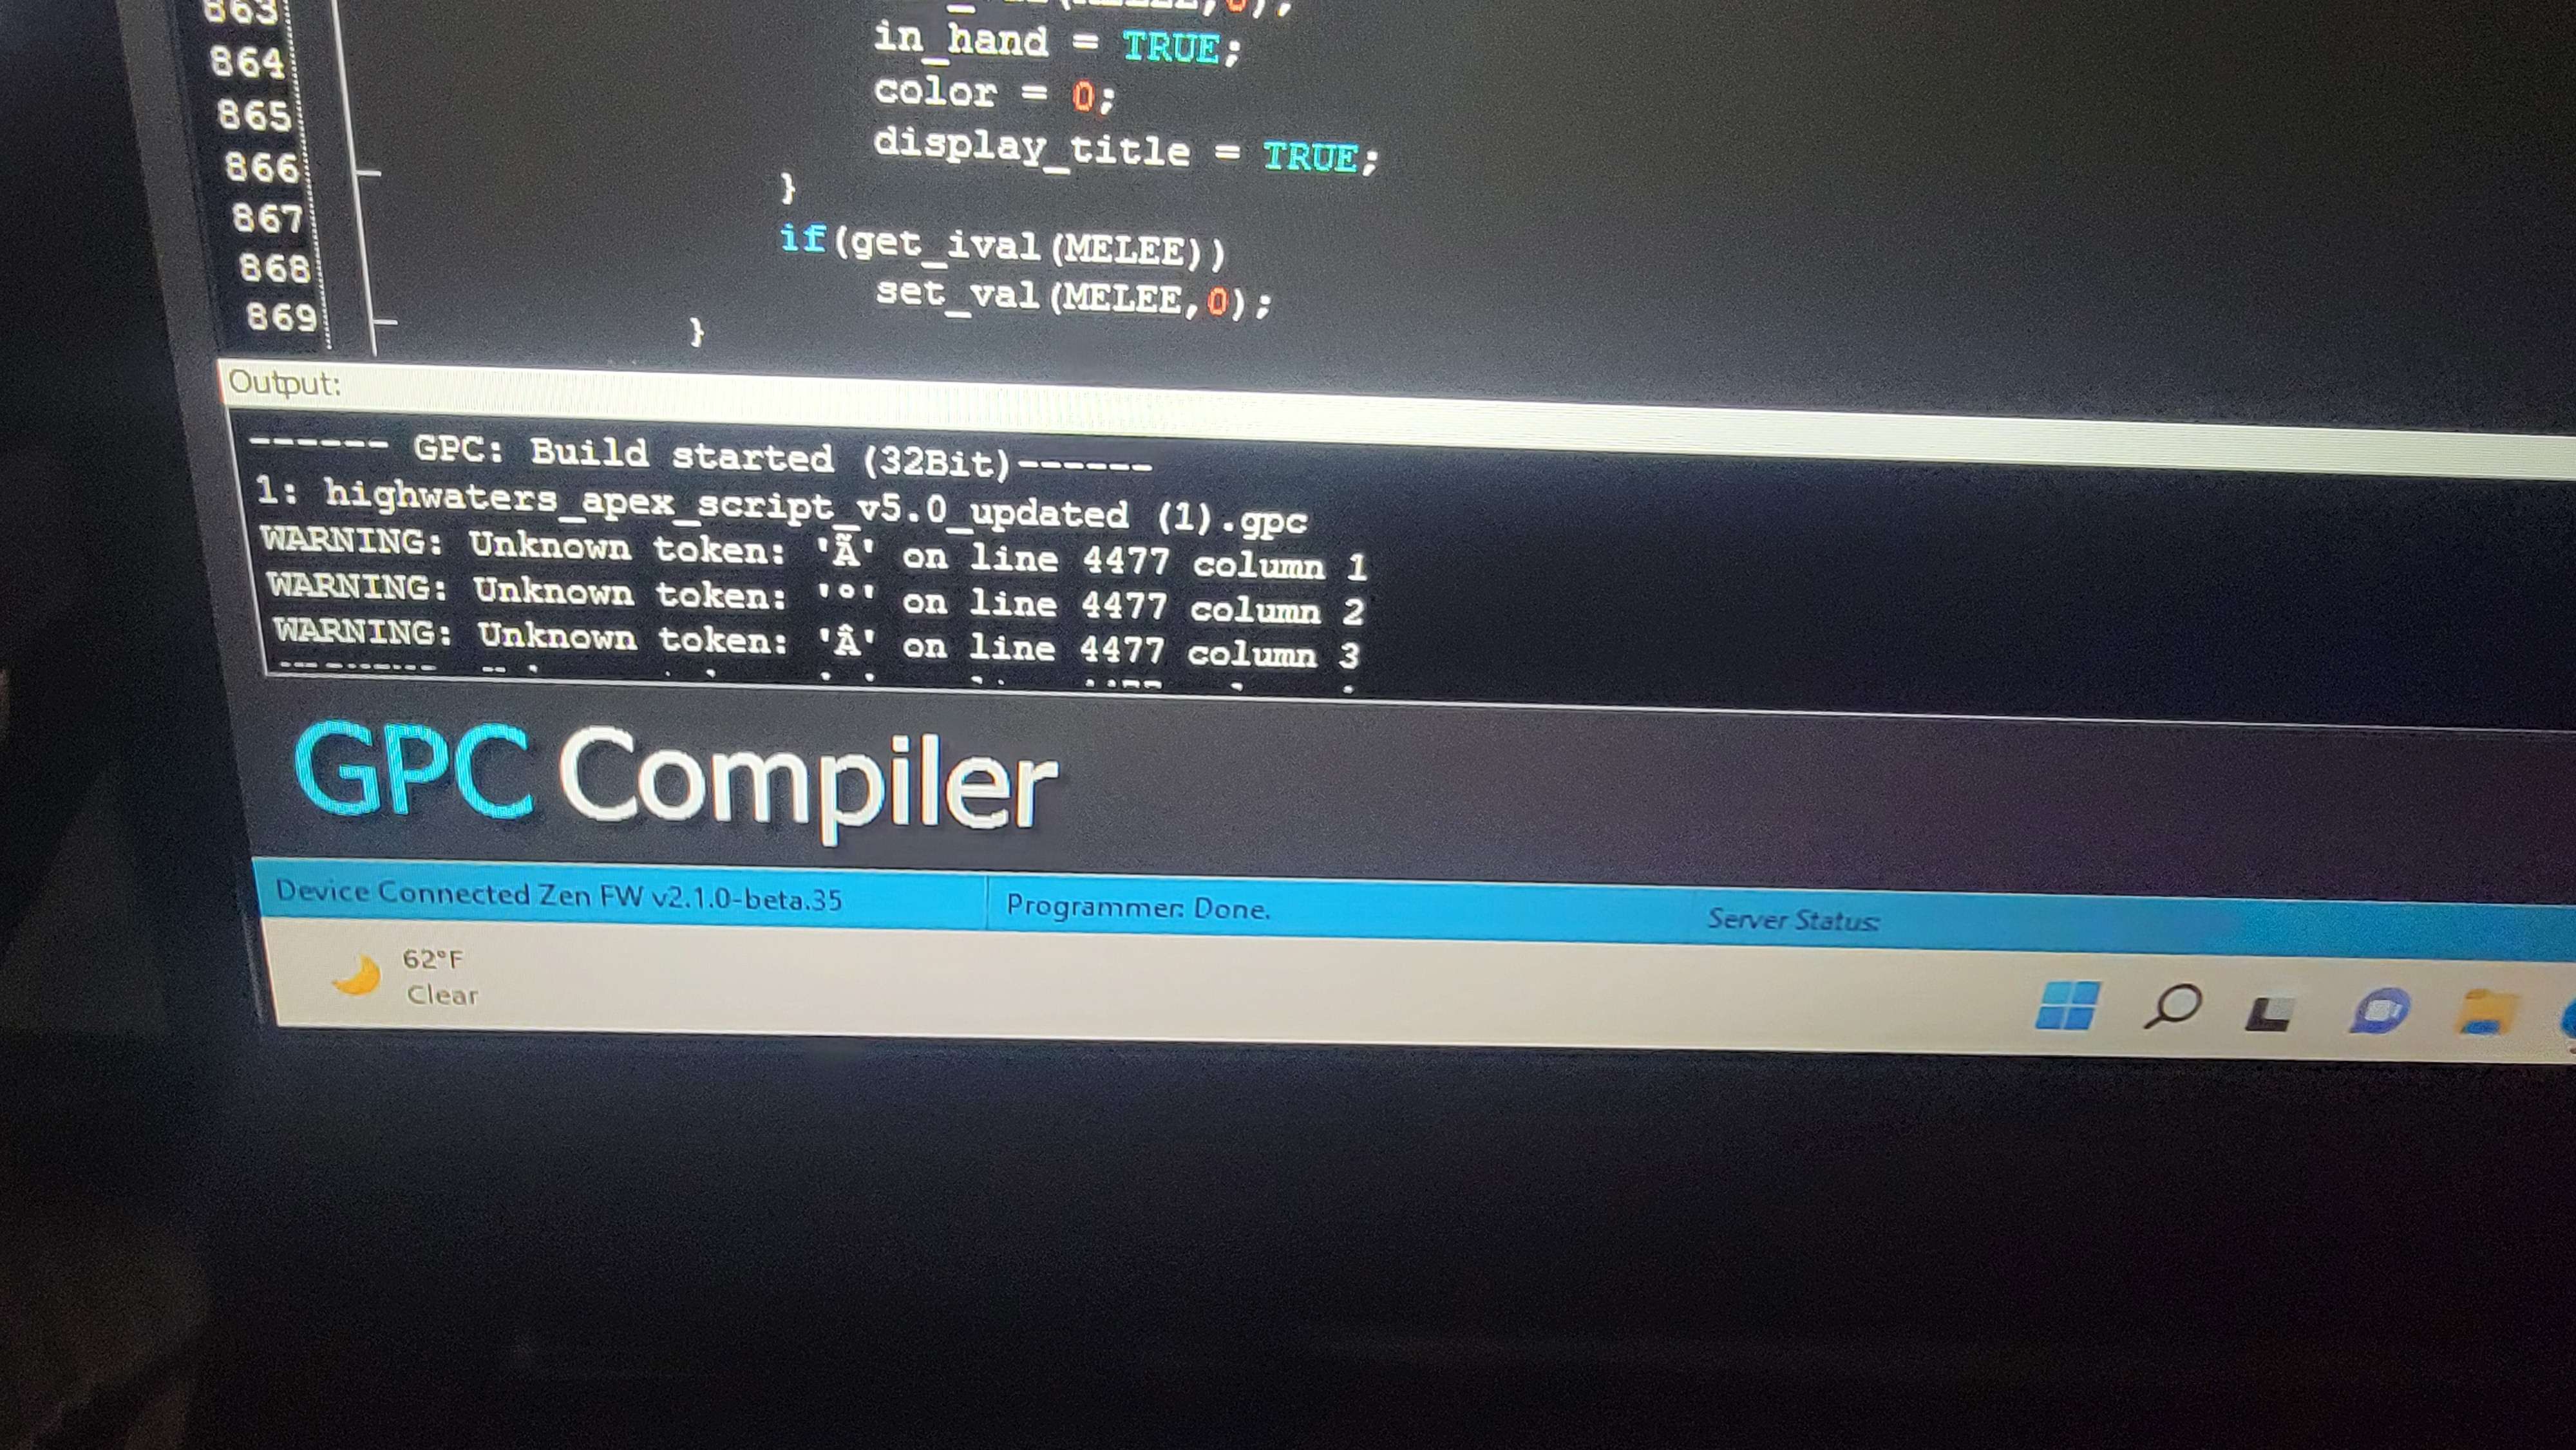 863
864 in_hand = TRUE;
865 color = 0;
866 display_title = TRUE;
}
867 if(get_ival(MELEE))
868 set_val(MELEE,0);
869 }
Output:
------ GPC: Build started (32Bit)------
1: highwaters_apex_script_v5.0_updated (1).gpc
WARNING: Unknown token: 'Ã' on line 4477 column 1
WARNING: Unknown token: '°' on line 4477 column 2
WARNING: Unknown token: 'Â' on line 4477 column 3
GPC Compiler
Device Connected Zen FW v2.1.0-beta.35 Programmer: Done. Server Status:
62°F
Clear